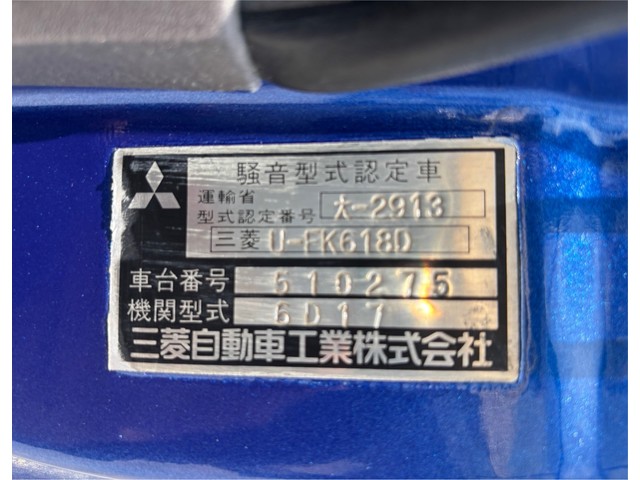 騒音型式認定車
運輸省
型式認定番号 大-2913
三菱 U-FK618D
車台番号 510275
機関型式 6D17
三菱自動車工業株式会社